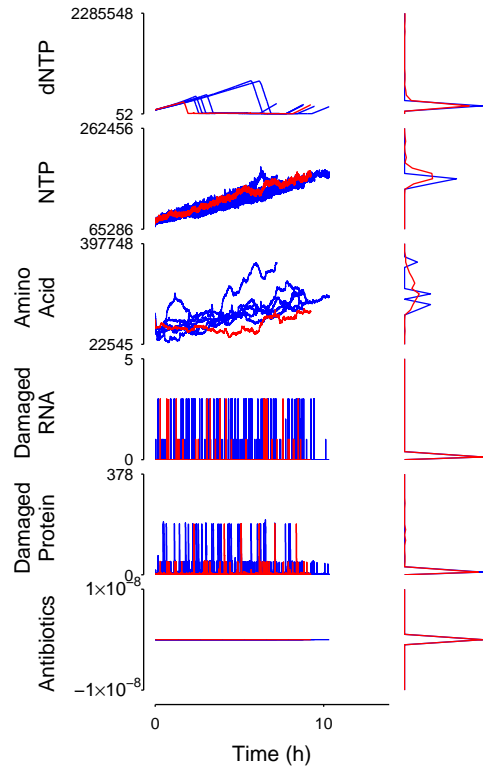 2285548
dNTP
52
262456
NTP
65286
397748
Amino
Acid
22545
5
Damaged
RNA
0
378
Damaged
Protein
0
1×10⁻⁸
Antibiotics
−1×10⁻⁸
0 10
Time (h)